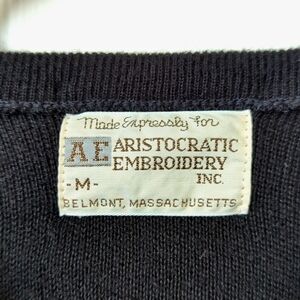 Made Expressly for
AE ARISTOCRATIC
EMBROIDERY
-M- INC.
BELMONT, MASSACHUSETTS